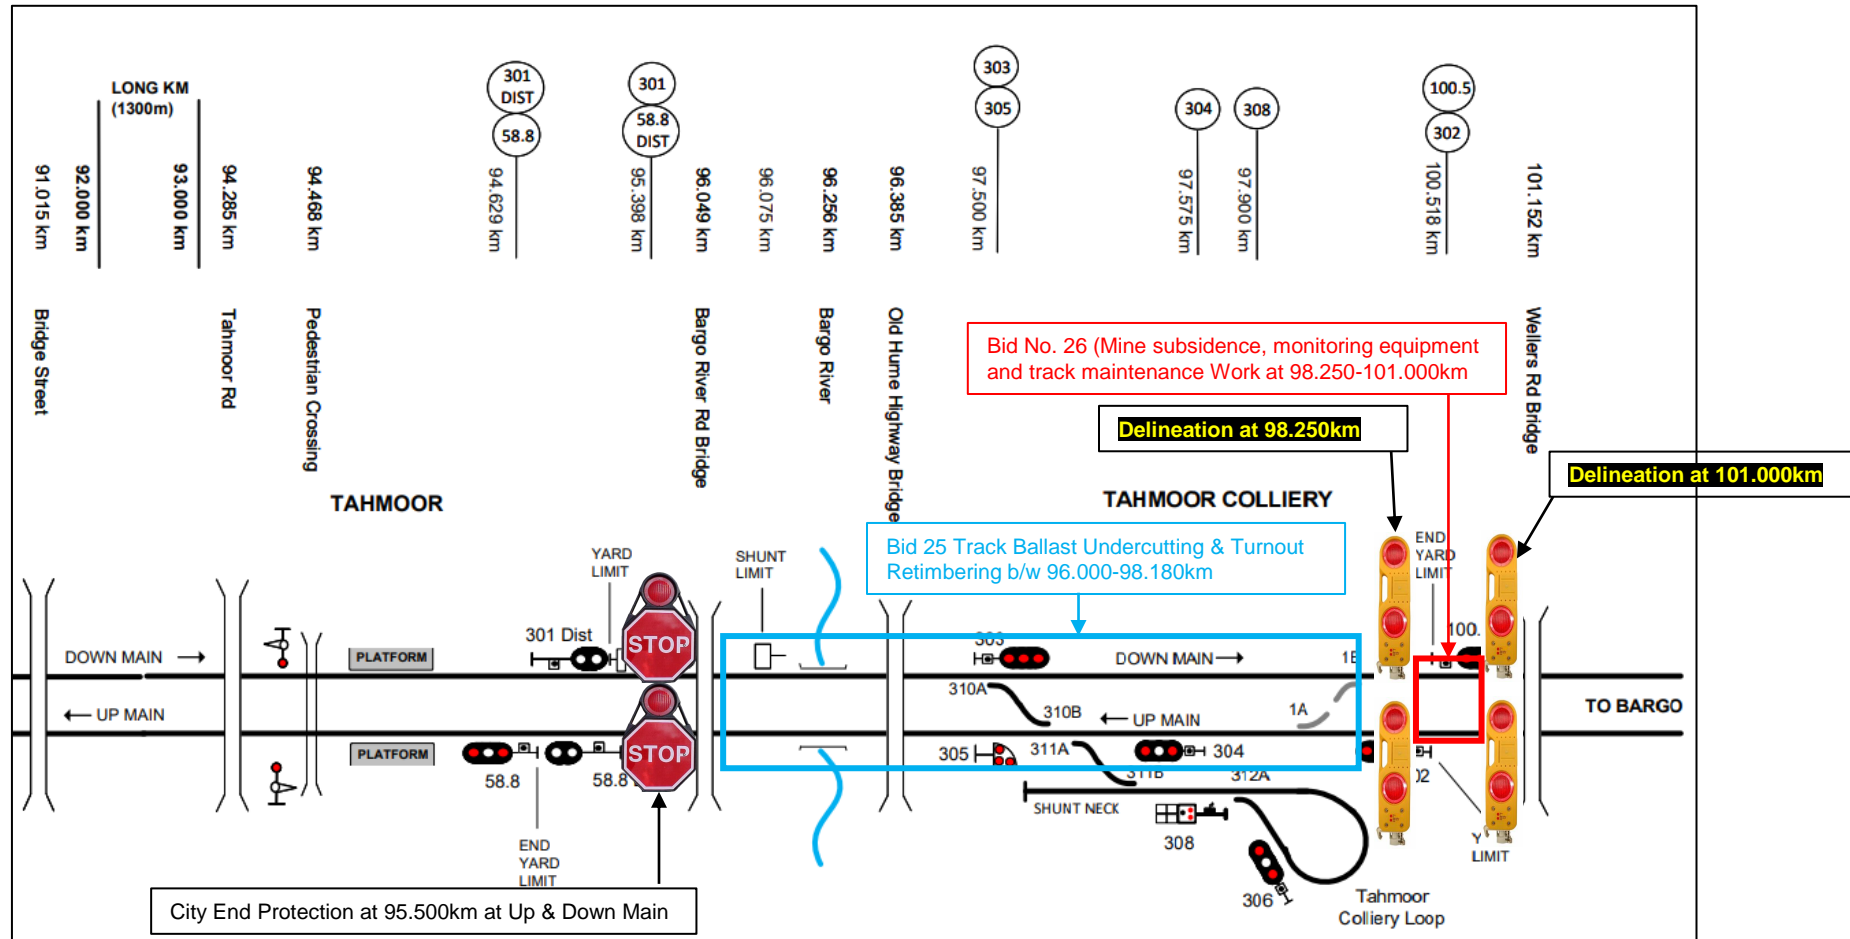 LONG KM
(1300m)
301
DIST
58.8
301
58.8
DIST
303
305
304
308
100.5
302
91.015 km
92.000 km
93.000 km
94.285 km
94.468 km
94.629 km
95.398 km
96.049 km
96.075 km
96.256 km
96.385 km
97.500 km
97.575 km
97.900 km
100.518 km
101.152 km
Bridge Street
Tahmoor Rd
Pedestrian Crossing
Bargo River Rd Bridge
Bargo River
Old Hume Highway Bridge
Wellers Rd Bridge
Bid No. 26 (Mine subsidence, monitoring equipment
and track maintenance Work at 98.250-101.000km
Delineation at 98.250km
Delineation at 101.000km
TAHMOOR
TAHMOOR COLLIERY
Bid 25 Track Ballast Undercutting & Turnout
Retimbering b/w 96.000-98.180km
YARD
LIMIT
SHUNT
LIMIT
END
YARD
LIMIT
301 Dist
STOP
303
100.
DOWN MAIN
PLATFORM
DOWN MAIN
1B
310A
310B
1A
UP MAIN
UP MAIN
TO BARGO
PLATFORM
STOP
58.8
58.8
305
311A
304
02
311B
312A
SHUNT NECK
308
306
END
YARD
LIMIT
Y
LIMIT
Tahmoor
Colliery Loop
City End Protection at 95.500km at Up & Down Main